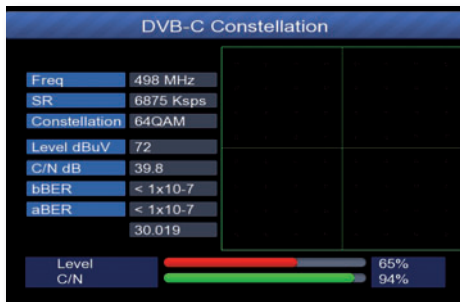 DVB-C Constellation
Freq 498 MHz
SR 6875 Ksps
Constellation 64QAM
Level dBuV 72
C/N dB 39.8
bBER < 1x10-7
aBER < 1x10-7
30.019
Level 65%
C/N 94%